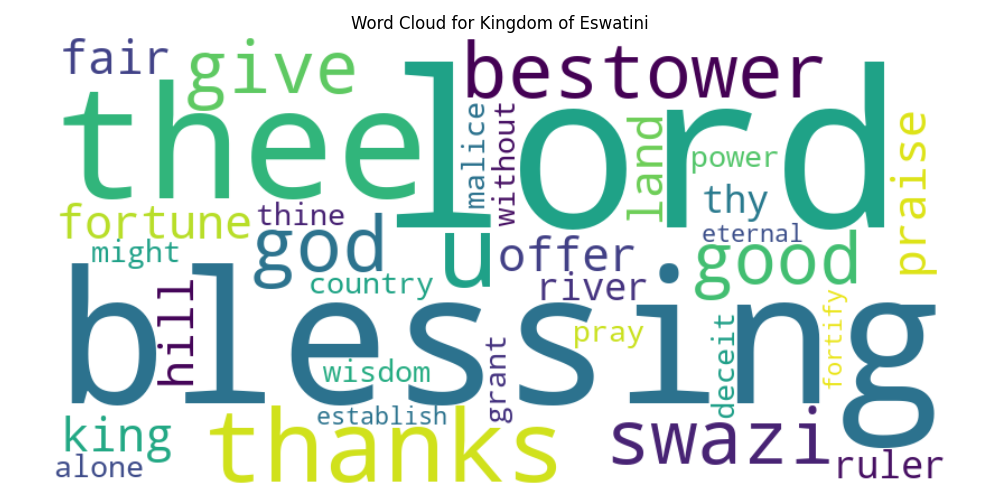 Word Cloud for Kingdom of Eswatini
fair
give
bestower
thee
lord
malice
without
land
power
praise
thy
fortune
thine
eternal
might
god
u
offer
good
country
river
hill
blessing
pray
fortify
deceit
wisdom
grant
establish
king
thanks
swazi
alone
ruler